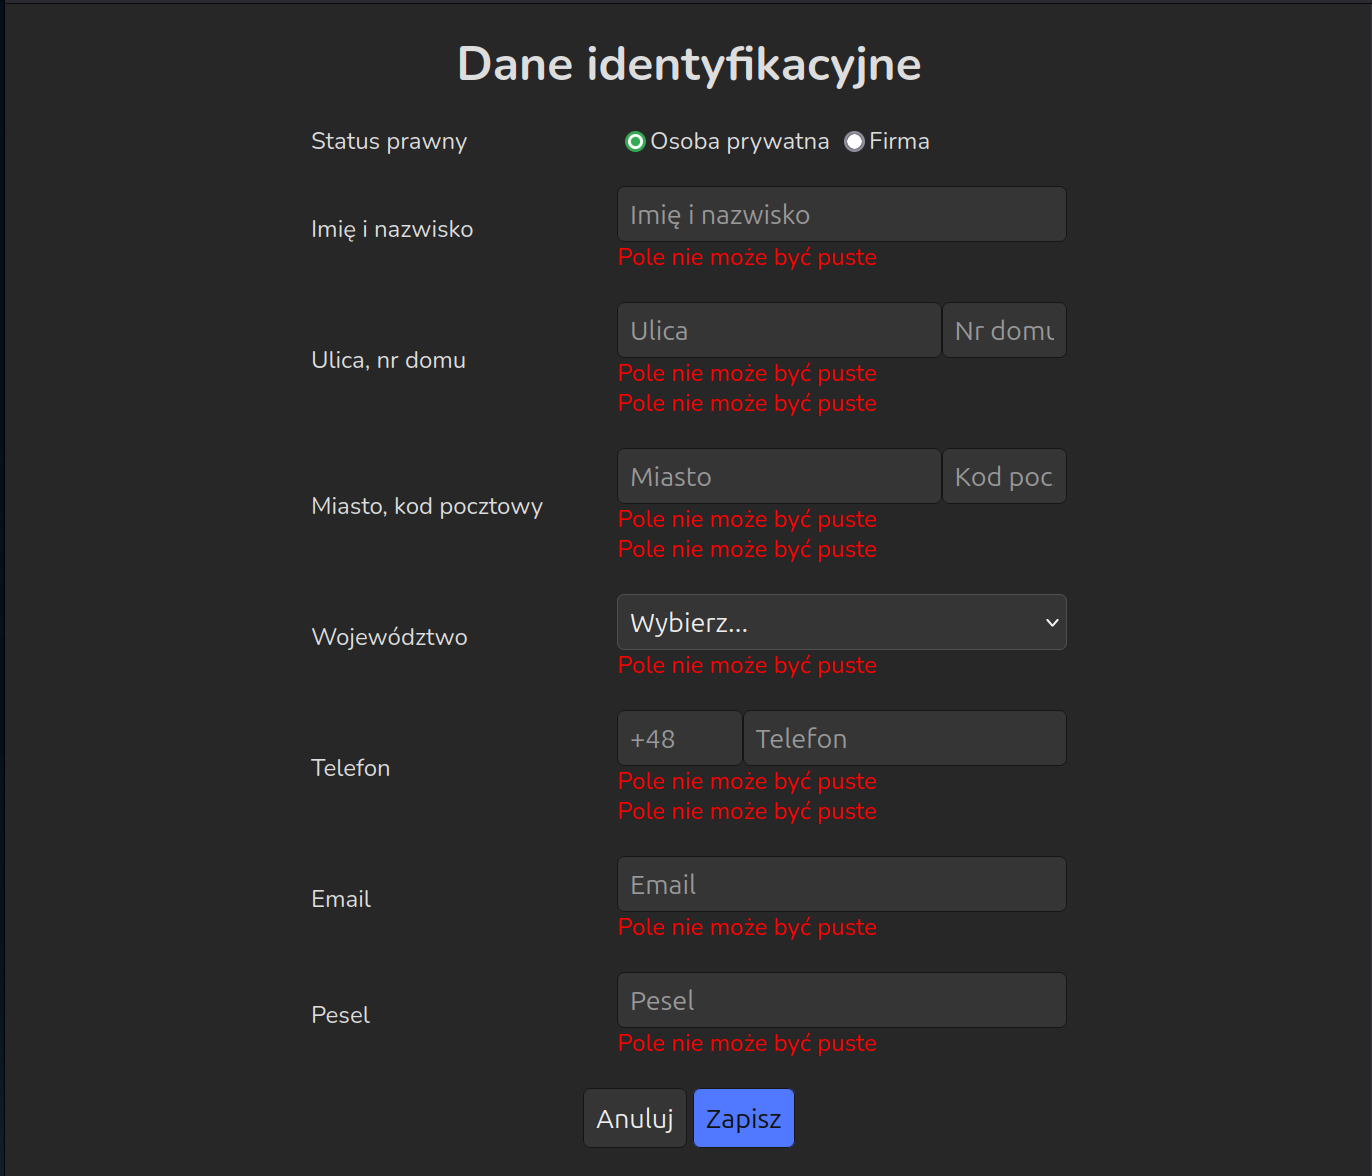 Dane identyfikacyjne
Status prawny Osoba prywatna Firma
Imię i nazwisko
Imię i nazwisko
Pole nie może być puste
Ulica, nr domu
Ulica Nr domu
Pole nie może być puste
Pole nie może być puste
Miasto, kod pocztowy
Miasto Kod poc
Pole nie może być puste
Pole nie może być puste
Województwo
Wybierz...
Pole nie może być puste
Telefon
+48 Telefon
Pole nie może być puste
Pole nie może być puste
Email
Email
Pole nie może być puste
Pesel
Pesel
Pole nie może być puste
Anuluj Zapisz